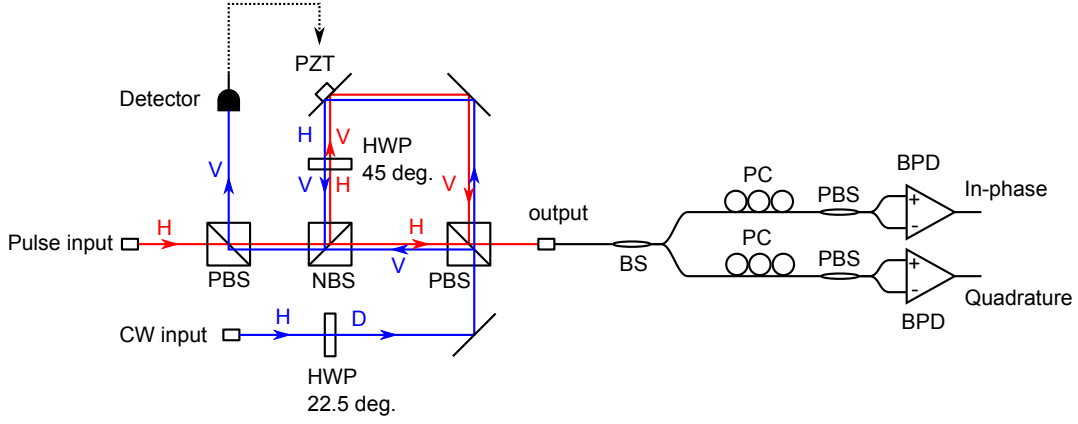 PZT
Detector
H
V
HWP
45 deg.
V
V
H
V
PC
BPD
PBS
+
-
In-phase
Pulse input
H
H
V
output
PBS
NBS
PBS
BS
PC
PBS
+
-
BPD
Quadrature
CW input
H
D
HWP
22.5 deg.